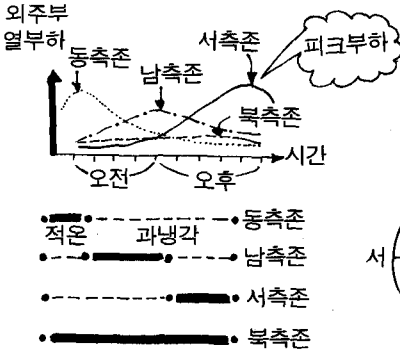 외주부
열부하
동측존
남측존
서측존
피크부하
북측존
시간
오전
오후
동측존
적온
과냉각
남측존
서측존
북측존
서